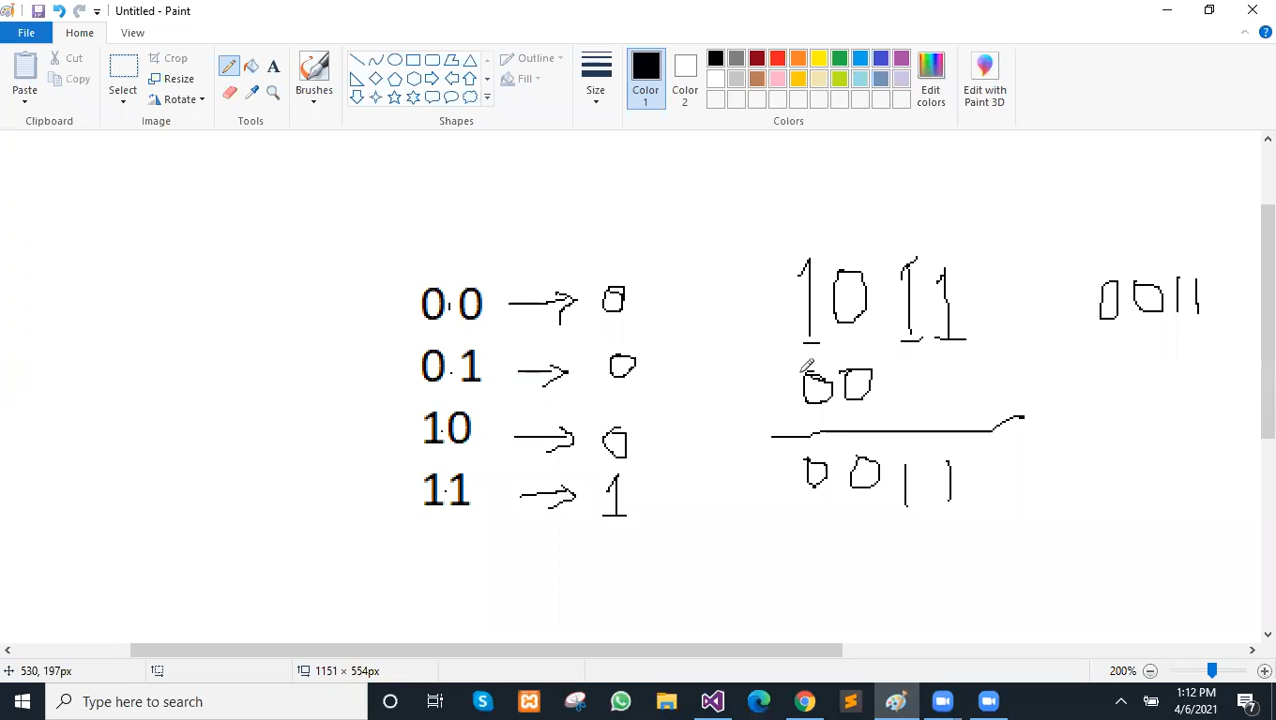 Untitled - Paint
File Home View
Paste
Cut
Copy
Clipboard
Select
Crop
Resize
Rotate
Image
A
Tools
Brushes
Outline
Fill
Shapes
Size
Color 1
Color 2
Edit colors
Edit with Paint 3D
Colors
0.0 → 0
0.1 → 0
1.0 → 0
1.1 → 1
1011
00
0011
0011
530, 197px
1151 × 554px
200%
Type here to search
1:12 PM
4/6/2021
7